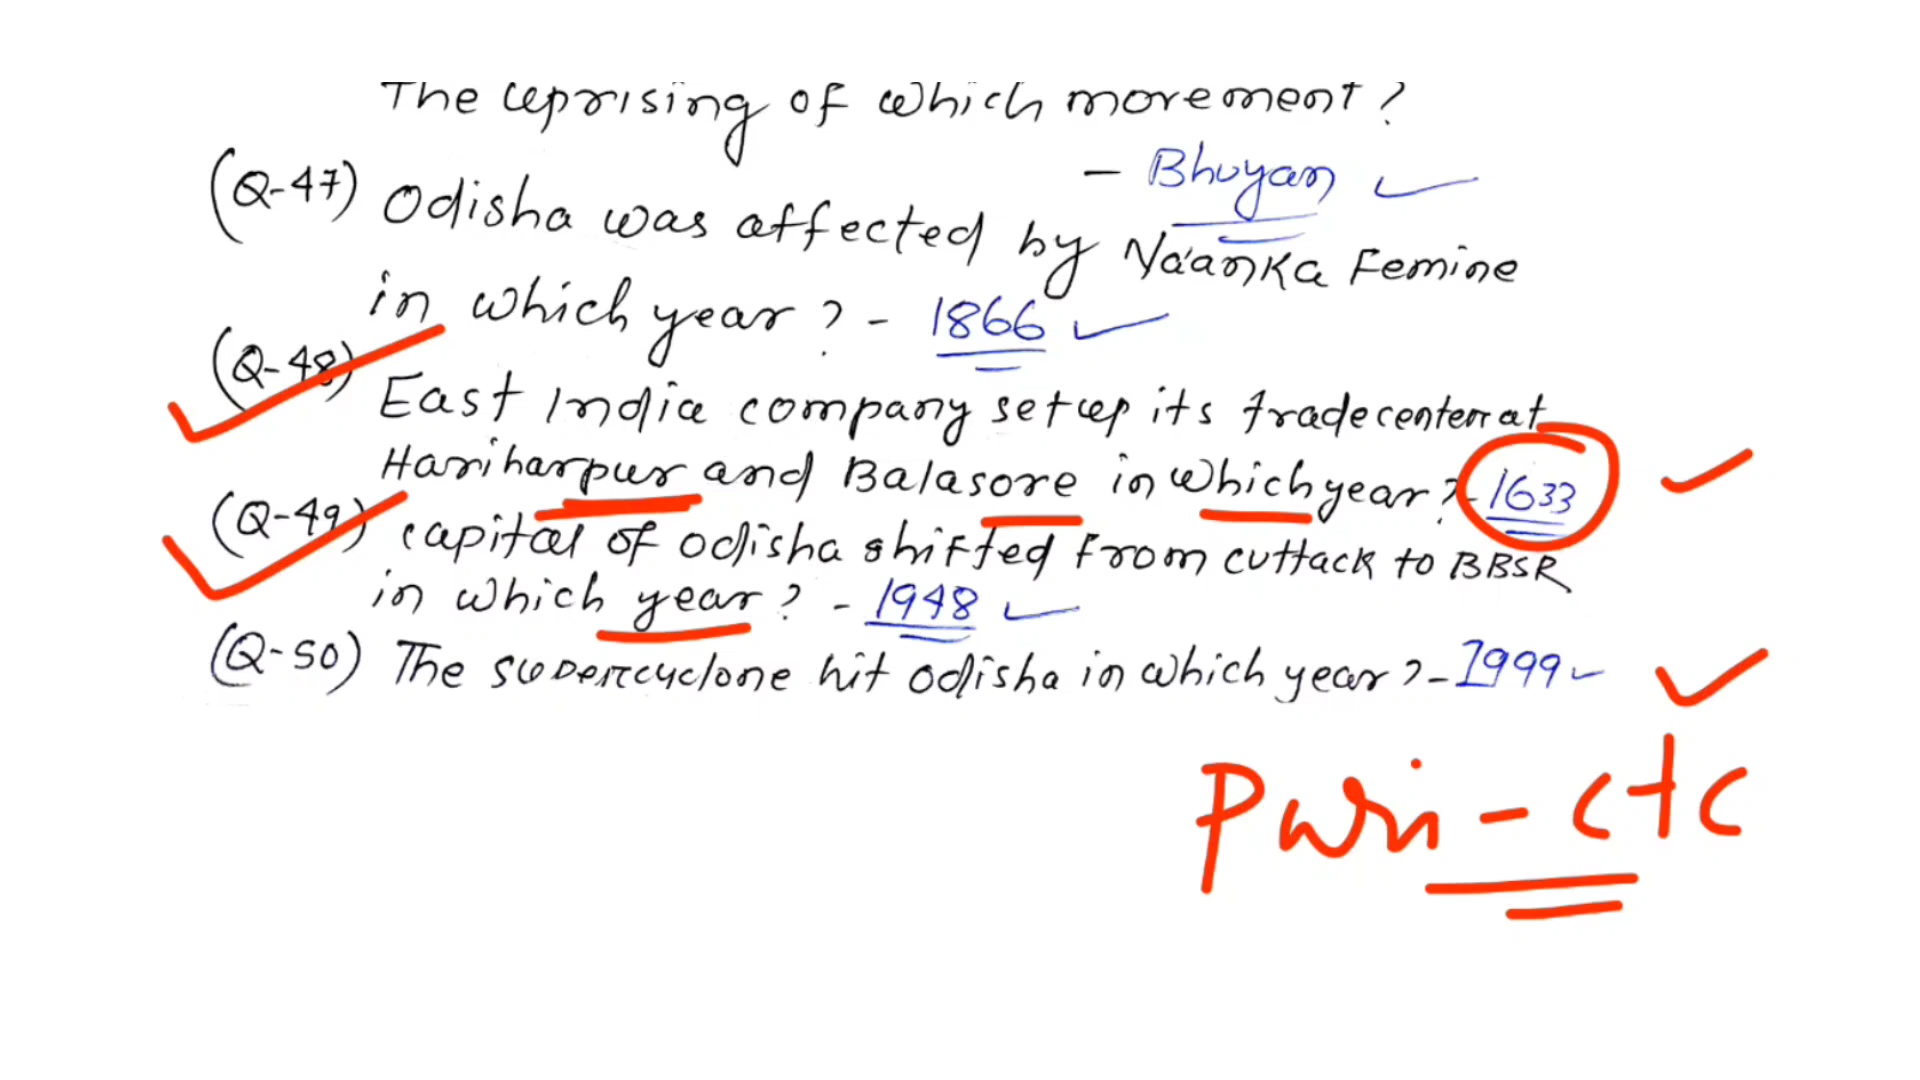 The uprising of which movement?
- Bhuyan
(Q-47) Odisha was affected by Na'anka Femine
in which year? - 1866
(Q-48) East India company setup its trade center at
Hariharpur and Balasore in which year? - 1633
(Q-49) capital of odisha shifted from cuttack to BBSR
in which year? - 1948
(Q-50) The supercyclone hit odisha in which year? - 1999
Puri - ctc